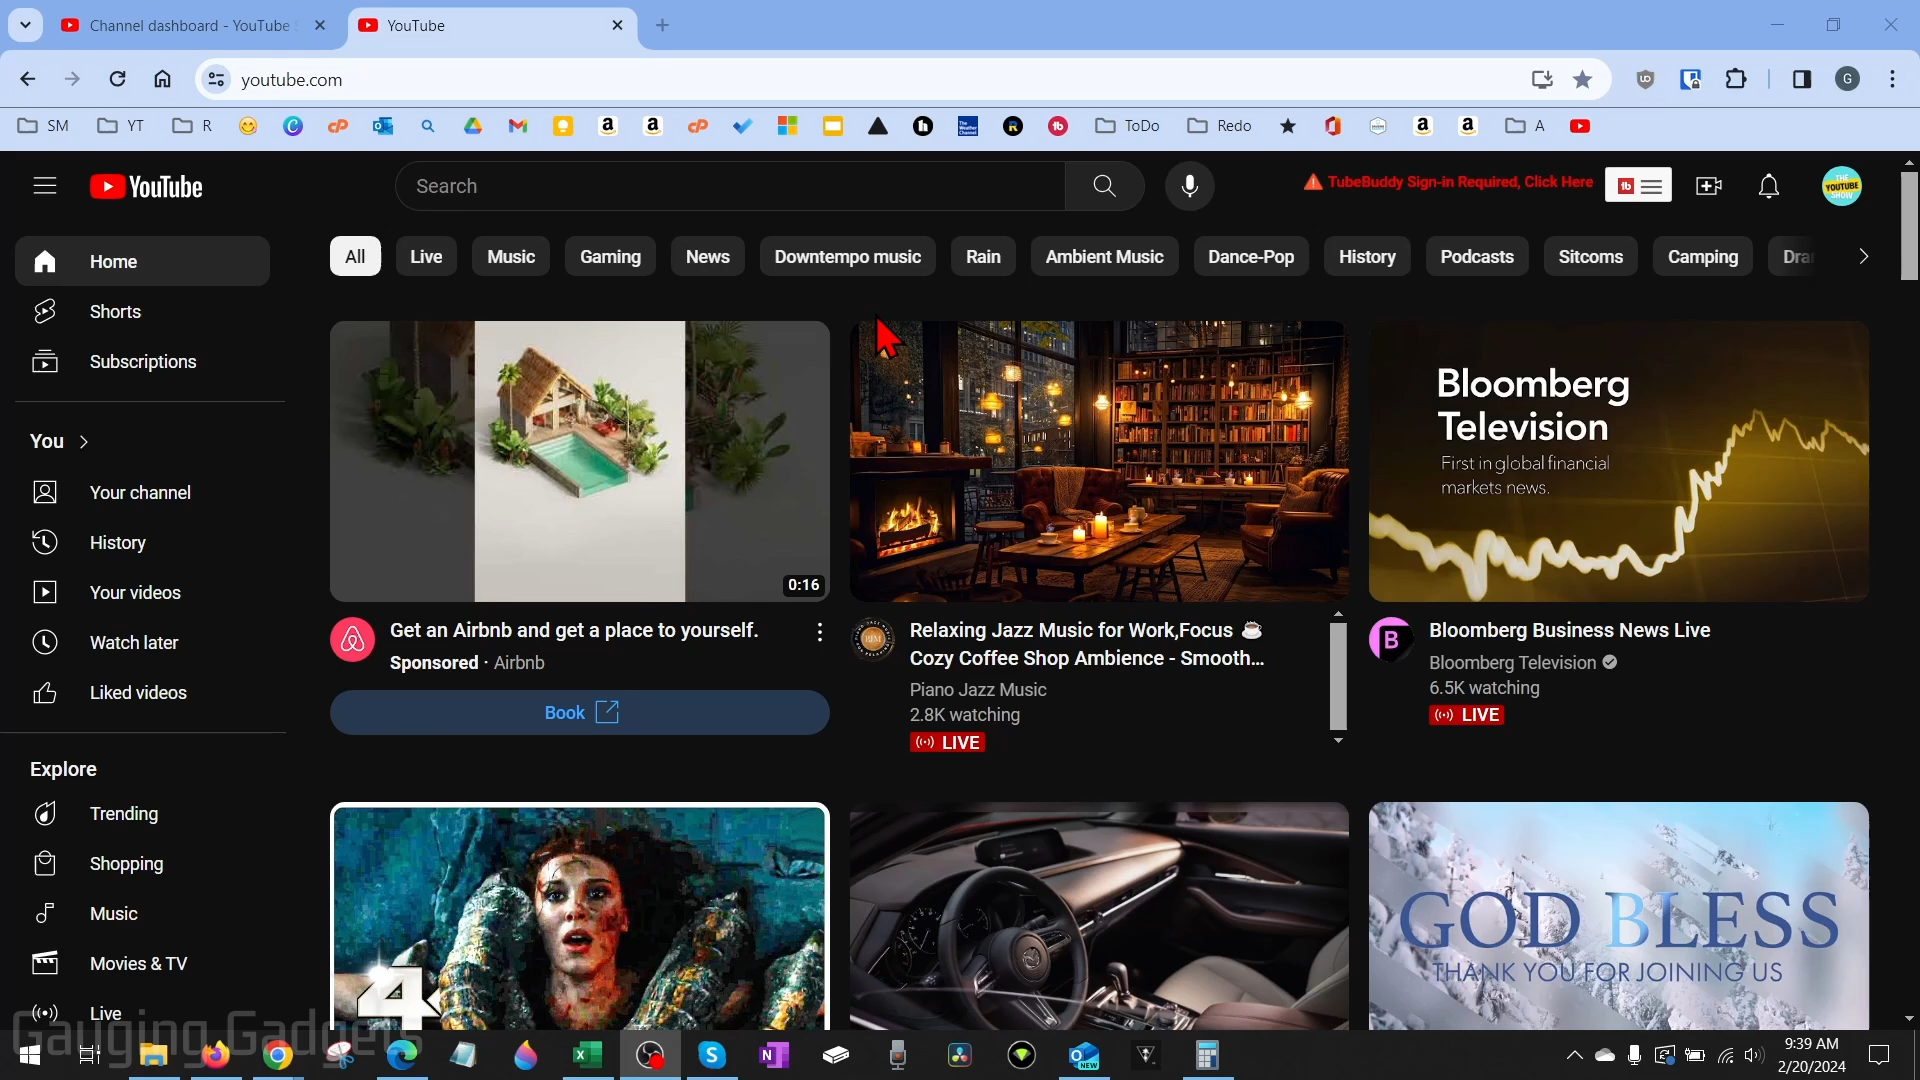 Channel dashboard - YouTube S
YouTube
youtube.com
SM
YT
R
ToDo
Redo
A
YouTube
Search
TubeBuddy Sign-in Required, Click Here
THE YOUTUBE SHOW
All
Live
Music
Gaming
News
Downtempo music
Rain
Ambient Music
Dance-Pop
History
Podcasts
Sitcoms
Camping
Dra
Home
Shorts
Subscriptions
You
Your channel
History
Your videos
Watch later
Liked videos
Explore
Trending
Shopping
Music
Movies & TV
Live
0:16
Get an Airbnb and get a place to yourself.
Sponsored · Airbnb
Book
Relaxing Jazz Music for Work,Focus ☕
Cozy Coffee Shop Ambience - Smooth...
Piano Jazz Music
2.8K watching
LIVE
Bloomberg
Television
First in global financial
markets news.
Bloomberg Business News Live
Bloomberg Television
6.5K watching
LIVE
4
GOD BLESS
THANK YOU FOR JOINING US
Gauging Gadgets
9:39 AM
2/20/2024